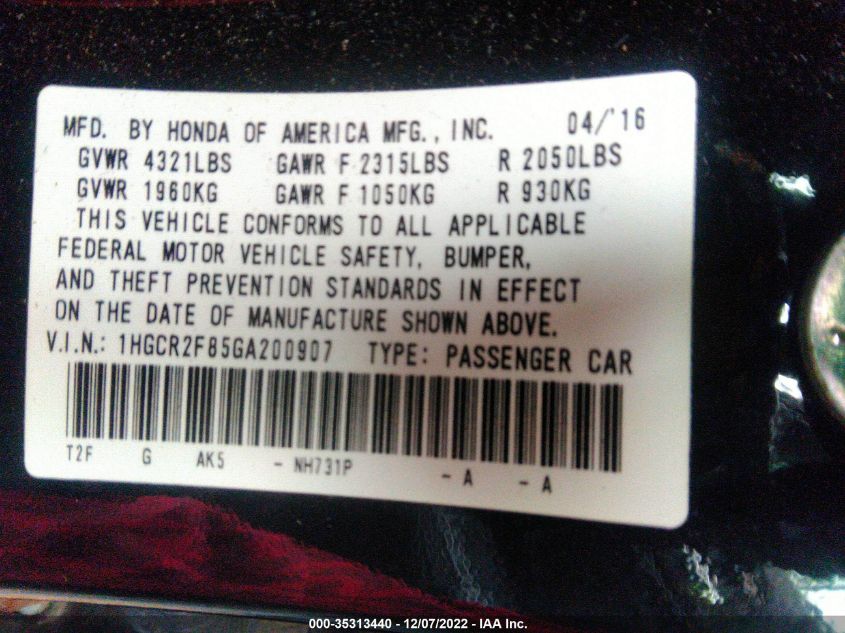 MFD. BY HONDA OF AMERICA MFG., INC. 04/'16
GVWR 4321LBS GAWR F 2315LBS R 2050LBS
GVWR 1960KG GAWR F 1050KG R 930KG
THIS VEHICLE CONFORMS TO ALL APPLICABLE
FEDERAL MOTOR VEHICLE SAFETY, BUMPER,
AND THEFT PREVENTION STANDARDS IN EFFECT
ON THE DATE OF MANUFACTURE SHOWN ABOVE.
V.I.N.: 1HGCR2F85GA200907 TYPE: PASSENGER CAR
T2F G AK5 - NH731P - A - A
000-35313440 - 12/07/2022 - IAA Inc.